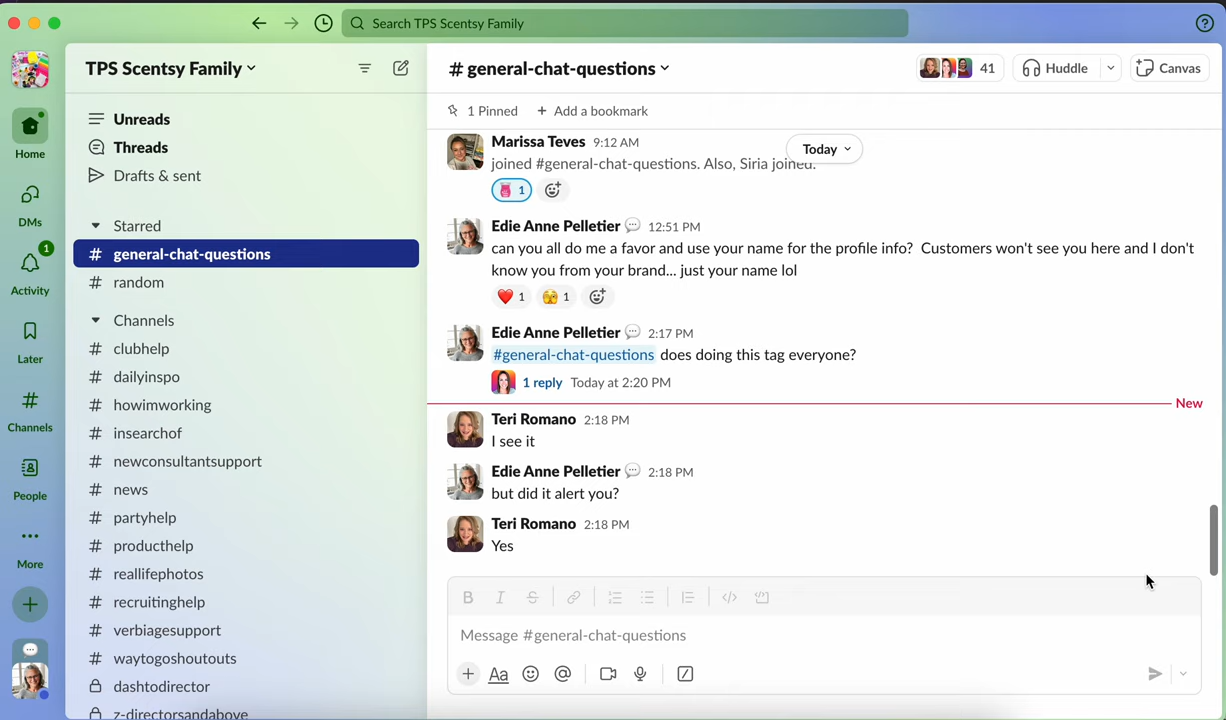 Search TPS Scentsy Family
TPS Scentsy Family
Home
DMs
1
Activity
Later
Channels
People
More
Unreads
Threads
Drafts & sent
Starred
# general-chat-questions
# random
Channels
# clubhelp
# dailyinspo
# howimworking
# insearchof
# newconsultantsupport
# news
# partyhelp
# producthelp
# reallifephotos
# recruitinghelp
# verbiagesupport
# waytogoshoutouts
dashtodirector
z-directorsandabove
# general-chat-questions
41
Huddle
Canvas
1 Pinned
+ Add a bookmark
Today
Marissa Teves 9:12 AM
joined #general-chat-questions. Also, Siria joined.
1
Edie Anne Pelletier 12:51 PM
can you all do me a favor and use your name for the profile info? Customers won't see you here and I don't
know you from your brand... just your name lol
1 1
Edie Anne Pelletier 2:17 PM
#general-chat-questions does doing this tag everyone?
1 reply Today at 2:20 PM
New
Teri Romano 2:18 PM
I see it
Edie Anne Pelletier 2:18 PM
but did it alert you?
Teri Romano 2:18 PM
Yes
B I S
Message #general-chat-questions
+ Aa @